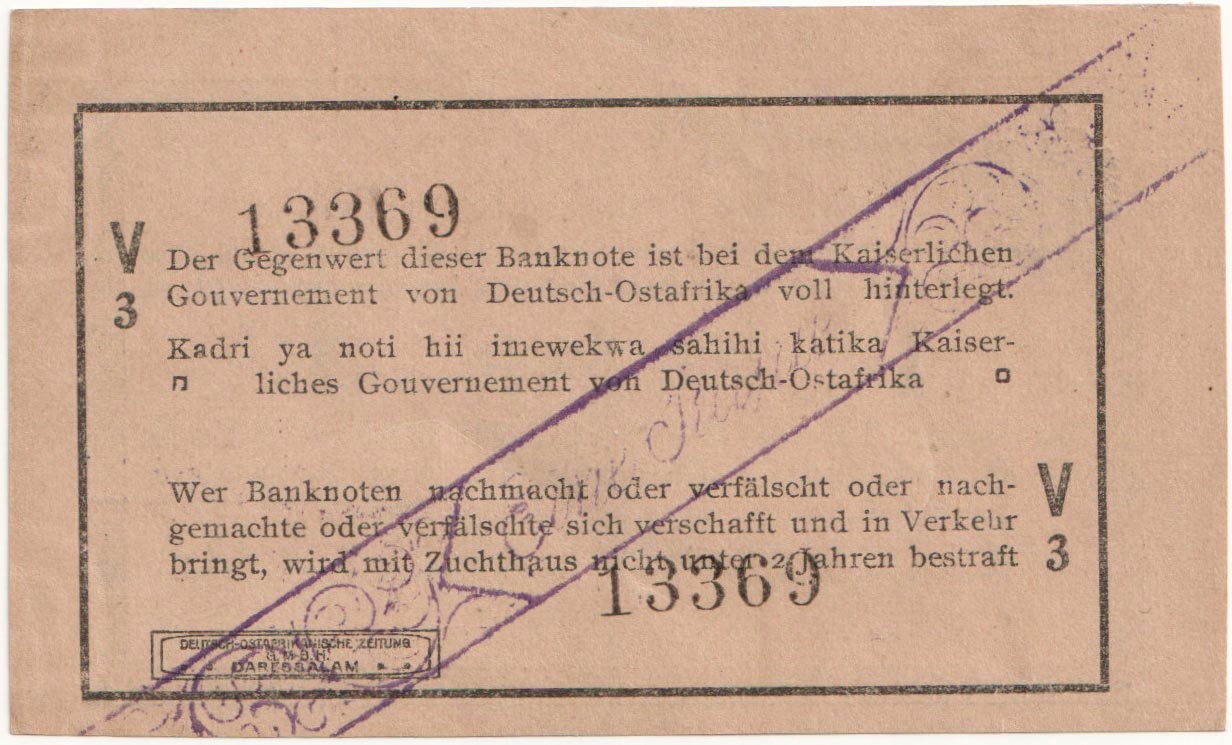 13369
V
3
Der Gegenwert dieser Banknote ist bei dem Kaiserlichen
Gouvernement von Deutsch-Ostafrika voll hinterlegt.
Kadri ya noti hii imewekwa sahihi katika Kaiser-
liches Gouvernement von Deutsch-Ostafrika
Wer Banknoten nachmacht oder verfälscht oder nach-
gemachte oder verfälschte sich verschafft und in Verkehr
bringt, wird mit Zuchthaus nicht unter 2 Jahren bestraft
V
3
13369
DEUTSCH-OSTAFRIKANISCHE ZEITUNG
G.M.B.H.
DARESSALAM